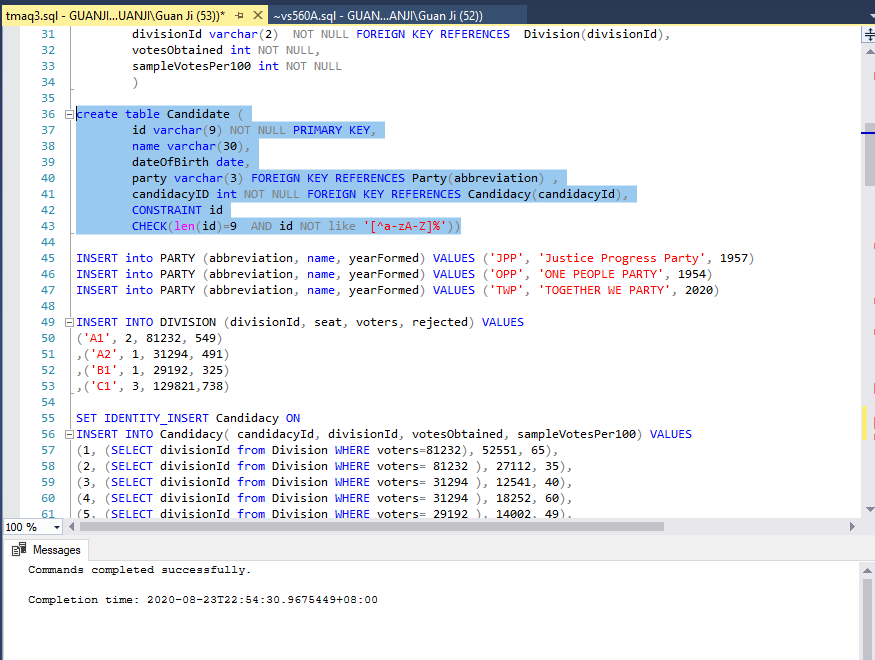 tmaq3.sql - GUANJI...UANJI\Guan Ji (53))* ~vs560A.sql - GUAN...ANJI\Guan Ji (52))
31 divisionId varchar(2) NOT NULL FOREIGN KEY REFERENCES Division(divisionId),
32 votesObtained int NOT NULL,
33 sampleVotesPer100 int NOT NULL
34 )
35
36 create table Candidate (
37 id varchar(9) NOT NULL PRIMARY KEY,
38 name varchar(30),
39 dateOfBirth date,
40 party varchar(3) FOREIGN KEY REFERENCES Party(abbreviation) ,
41 candidacyID int NOT NULL FOREIGN KEY REFERENCES Candidacy(candidacyId),
42 CONSTRAINT id
43 CHECK(len(id)=9 AND id NOT like '[^a-zA-Z]%'))
44
45 INSERT into PARTY (abbreviation, name, yearFormed) VALUES ('JPP', 'Justice Progress Party', 1957)
46 INSERT into PARTY (abbreviation, name, yearFormed) VALUES ('OPP', 'ONE PEOPLE PARTY', 1954)
47 INSERT into PARTY (abbreviation, name, yearFormed) VALUES ('TWP', 'TOGETHER WE PARTY', 2020)
48
49 INSERT INTO DIVISION (divisionId, seat, voters, rejected) VALUES
50 ('A1', 2, 81232, 549)
51 ,('A2', 1, 31294, 491)
52 ,('B1', 1, 29192, 325)
53 ,('C1', 3, 129821,738)
54
55 SET IDENTITY_INSERT Candidacy ON
56 INSERT INTO Candidacy( candidacyId, divisionId, votesObtained, sampleVotesPer100) VALUES
57 (1, (SELECT divisionId from Division WHERE voters=81232), 52551, 65),
58 (2, (SELECT divisionId from Division WHERE voters= 81232 ), 27112, 35),
59 (3, (SELECT divisionId from Division WHERE voters= 31294 ), 12541, 40),
60 (4, (SELECT divisionId from Division WHERE voters= 31294 ), 18252, 60),
61 (5, (SELECT divisionId from Division WHERE voters= 29192 ), 14002, 49),
100 %
Messages
Commands completed successfully.
Completion time: 2020-08-23T22:54:30.9675449+08:00